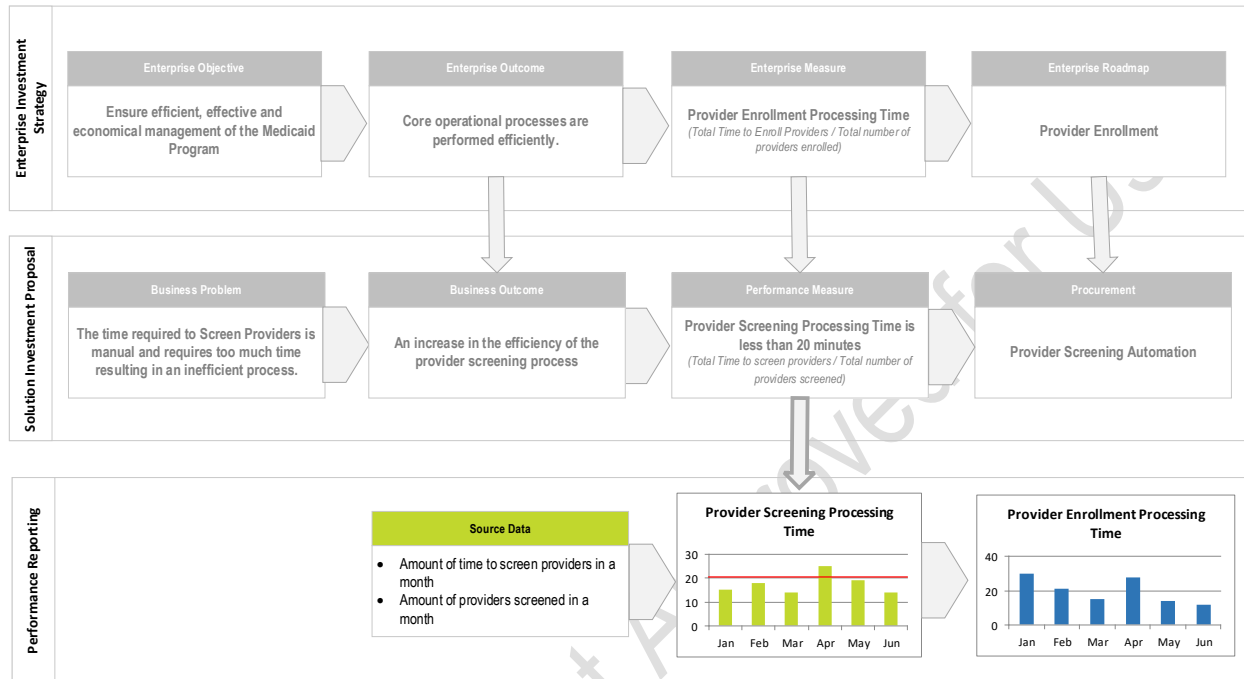 Enterprise Investment
Strategy
Enterprise Objective
Ensure efficient, effective and
economical management of the Medicaid
Program
Enterprise Outcome
Core operational processes are
performed efficiently.
Enterprise Measure
Provider Enrollment Processing Time
(Total Time to Enroll Providers / Total number of
providers enrolled)
Enterprise Roadmap
Provider Enrollment
Solution Investment Proposal
Business Problem
The time required to Screen Providers is
manual and requires too much time
resulting in an inefficient process.
Business Outcome
An increase in the efficiency of the
provider screening process
Performance Measure
Provider Screening Processing Time is
less than 20 minutes
(Total Time to screen providers / Total number of
providers screened)
Procurement
Provider Screening Automation
Performance Reporting
Source Data
• Amount of time to screen providers in a
month
• Amount of providers screened in a
month
Provider Screening Processing
Time
30
20
10
0
Jan Feb Mar Apr May Jun
Provider Enrollment Processing
Time
40
20
0
Jan Feb Mar Apr May Jun